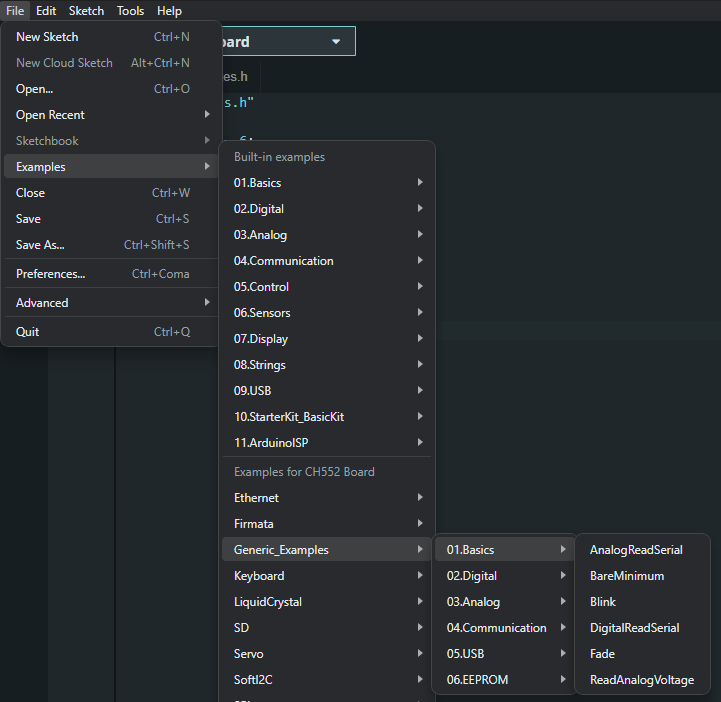 File Edit Sketch Tools Help
New Sketch Ctrl+N
New Cloud Sketch Alt+Ctrl+N
Open... Ctrl+O
Open Recent
Sketchbook
Examples
Close Ctrl+W
Save Ctrl+S
Save As... Ctrl+Shift+S
Preferences... Ctrl+Coma
Advanced
Quit Ctrl+Q
oard
es.h
s.h"
6;
Built-in examples
01.Basics
02.Digital
03.Analog
04.Communication
05.Control
06.Sensors
07.Display
08.Strings
09.USB
10.StarterKit_BasicKit
11.ArduinoISP
Examples for CH552 Board
Ethernet
Firmata
Generic_Examples
Keyboard
LiquidCrystal
SD
Servo
SoftI2C
01.Basics
02.Digital
03.Analog
04.Communication
05.USB
06.EEPROM
AnalogReadSerial
BareMinimum
Blink
DigitalReadSerial
Fade
ReadAnalogVoltage